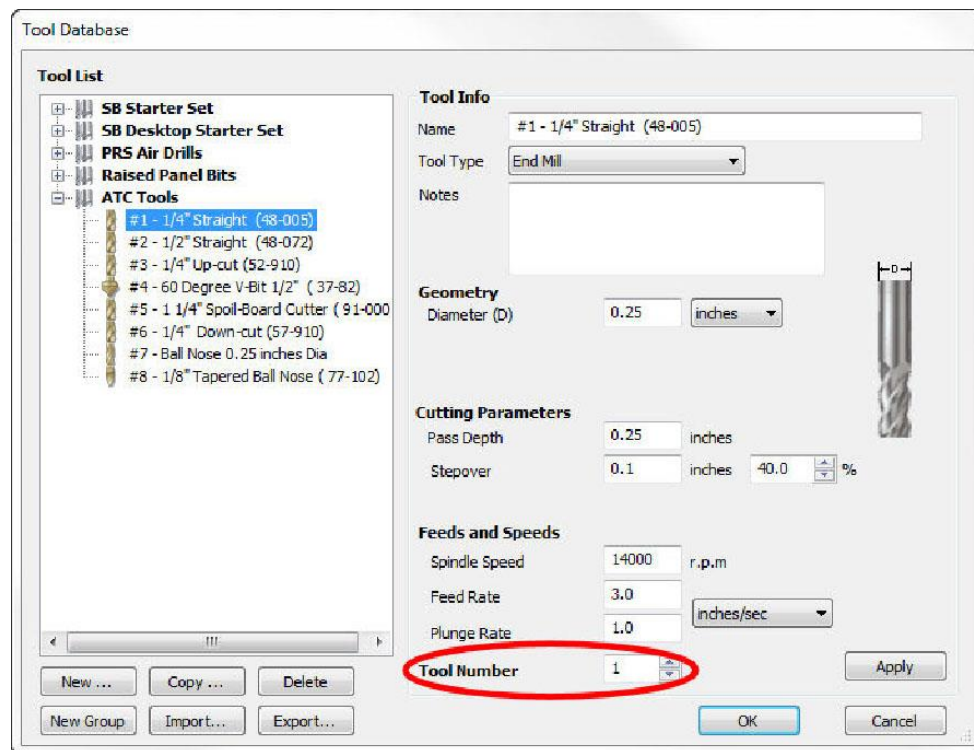 Tool Database
Tool List
SB Starter Set
SB Desktop Starter Set
PRS Air Drills
Raised Panel Bits
ATC Tools
#1 - 1/4" Straight (48-005)
#2 - 1/2" Straight (48-072)
#3 - 1/4" Up-cut (52-910)
#4 - 60 Degree V-Bit 1/2" ( 37-82)
#5 - 1 1/4" Spoil-Board Cutter ( 91-000
#6 - 1/4" Down-cut (57-910)
#7 - Ball Nose 0.25 inches Dia
#8 - 1/8" Tapered Ball Nose ( 77-102)
New ... Copy ... Delete
New Group Import... Export...
Tool Info
Name #1 - 1/4" Straight (48-005)
Tool Type End Mill
Notes
D
Geometry
Diameter (D) 0.25 inches
Cutting Parameters
Pass Depth 0.25 inches
Stepover 0.1 inches 40.0 %
Feeds and Speeds
Spindle Speed 14000 r.p.m
Feed Rate 3.0
inches/sec
Plunge Rate 1.0
Tool Number 1
Apply
OK Cancel